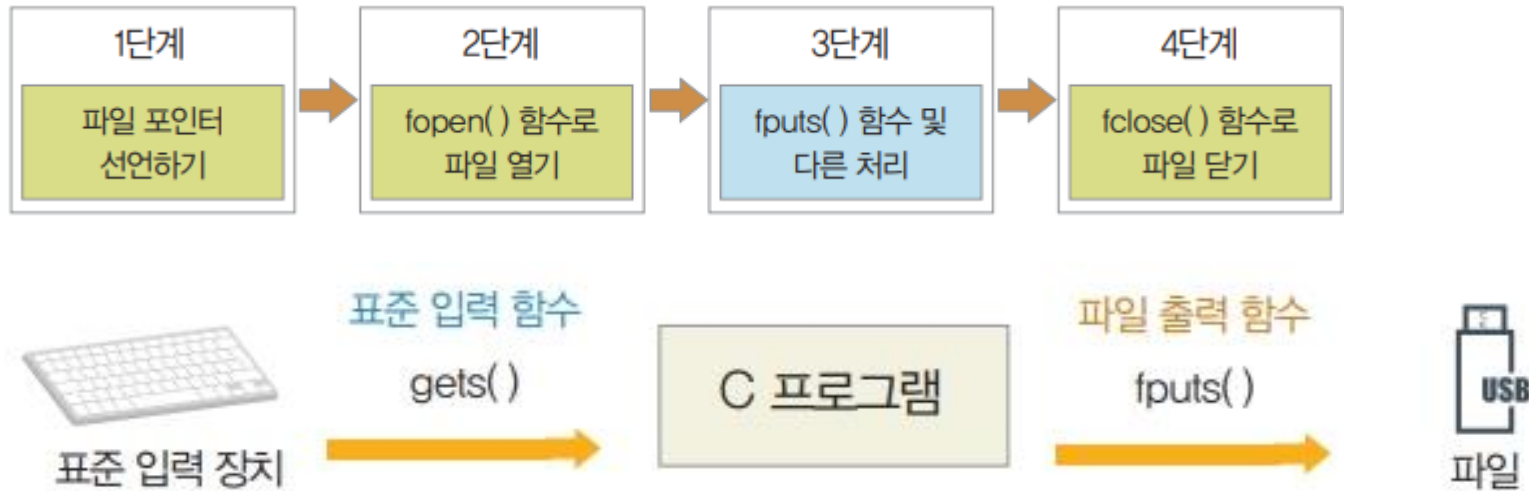 1단계
파일 포인터
선언하기
2단계
fopen( ) 함수로
파일 열기
3단계
fputs( ) 함수 및
다른 처리
4단계
fclose( ) 함수로
파일 닫기
표준 입력 장치
표준 입력 함수
gets( )
C 프로그램
파일 출력 함수
fputs( )
USB
파일